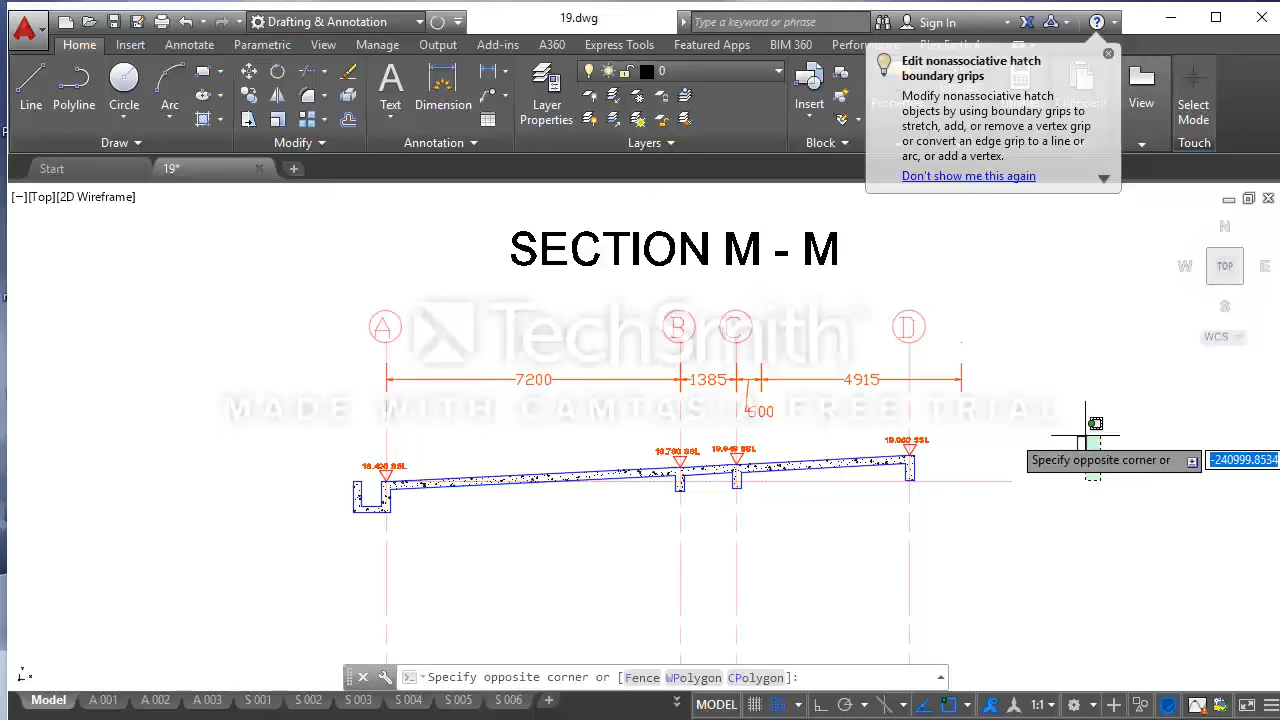 Drafting & Annotation
19.dwg
Type a keyword or phrase
Sign In
Home Insert Annotate Parametric View Manage Output Add-ins A360 Express Tools Featured Apps BIM 360
Line Polyline Circle Arc
Text Dimension
Layer Properties
0
Insert
View
Select Mode
Draw Modify Annotation Layers Block Touch
Edit nonassociative hatch
boundary grips
Modify nonassociative hatch
objects by using boundary grips to
stretch, add, or remove a vertex grip
or convert an edge grip to a line or
arc, or add a vertex.
Don't show me this again
Start 19*
[−][Top][2D Wireframe]
SECTION M - M
N
W TOP E
S
WCS
A B C D
TechSmith
7200 1385 4915
MADE WITH CAMTASIA FREE TRIAL
600
Specify opposite corner or -240999.8534
Specify opposite corner or [Fence WPolygon CPolygon]:
Model A 001 A 002 A 003 S 001 S 002 S 003 S 004 S 005 S 006 MODEL 1:1